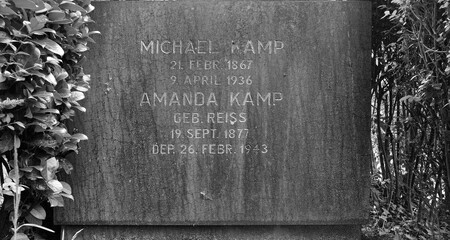 MICHAEL KAMP
21. FEBR. 1867
9. APRIL 1936
AMANDA KAMP
GEB. REISS
19. SEPT. 1877
DEP. 26. FEBR. 1943